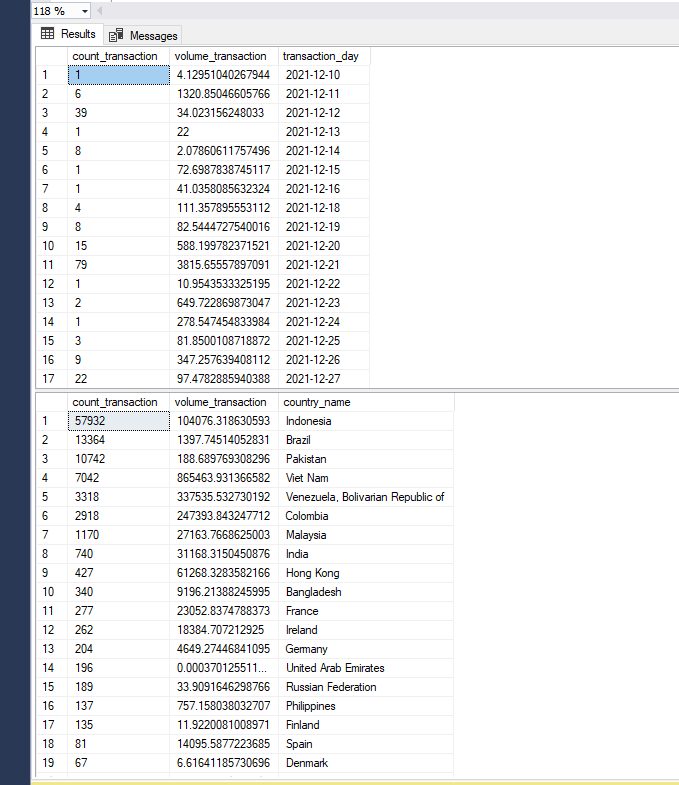 118 %
Results Messages
count_transaction volume_transaction transaction_day
1 1 4.12951040267944 2021-12-10
2 6 1320.85046605766 2021-12-11
3 39 34.023156248033 2021-12-12
4 1 22 2021-12-13
5 8 2.07860611757496 2021-12-14
6 1 72.6987838745117 2021-12-15
7 1 41.0358085632324 2021-12-16
8 4 111.357895553112 2021-12-18
9 8 82.5444727540016 2021-12-19
10 15 588.199782371521 2021-12-20
11 79 3815.65557897091 2021-12-21
12 1 10.9543533325195 2021-12-22
13 2 649.722869873047 2021-12-23
14 1 278.547454833984 2021-12-24
15 3 81.8500108718872 2021-12-25
16 9 347.257639408112 2021-12-26
17 22 97.4782885940388 2021-12-27
count_transaction volume_transaction country_name
1 57932 104076.318630593 Indonesia
2 13364 1397.74514052831 Brazil
3 10742 188.689769308296 Pakistan
4 7042 865463.931366582 Viet Nam
5 3318 337535.532730192 Venezuela, Bolivarian Republic of
6 2918 247393.843247712 Colombia
7 1170 27163.7668625003 Malaysia
8 740 31168.3150450876 India
9 427 61268.3283582166 Hong Kong
10 340 9196.21388245995 Bangladesh
11 277 23052.8374788373 France
12 262 18384.707212925 Ireland
13 204 4649.27446841095 Germany
14 196 0.000370125511... United Arab Emirates
15 189 33.9091646298766 Russian Federation
16 137 757.158038032707 Philippines
17 135 11.9220081008971 Finland
18 81 14095.5877223685 Spain
19 67 6.61641185730696 Denmark